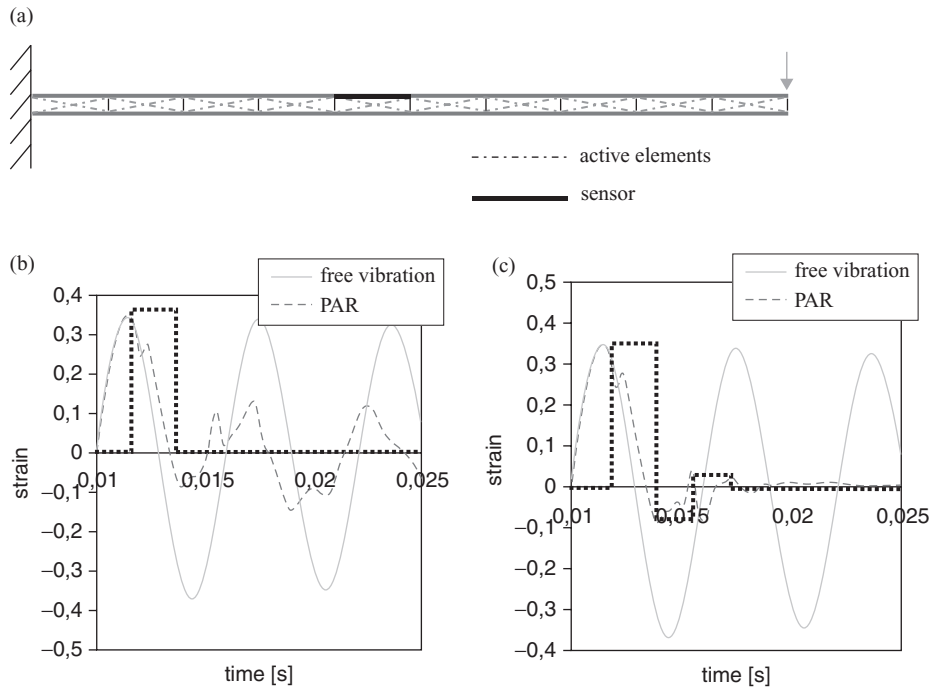 (a)
active elements
sensor
(b)
free vibration
PAR
0,4
0,3
0,2
0,1
0
−0,1
−0,2
−0,3
−0,4
−0,5
0,01
0,015
0,02
0,025
strain
time [s]
(c)
free vibration
PAR
0,5
0,4
0,3
0,2
0,1
0
−0,1
−0,2
−0,3
−0,4
0,01
0,015
0,02
0,025
strain
time [s]